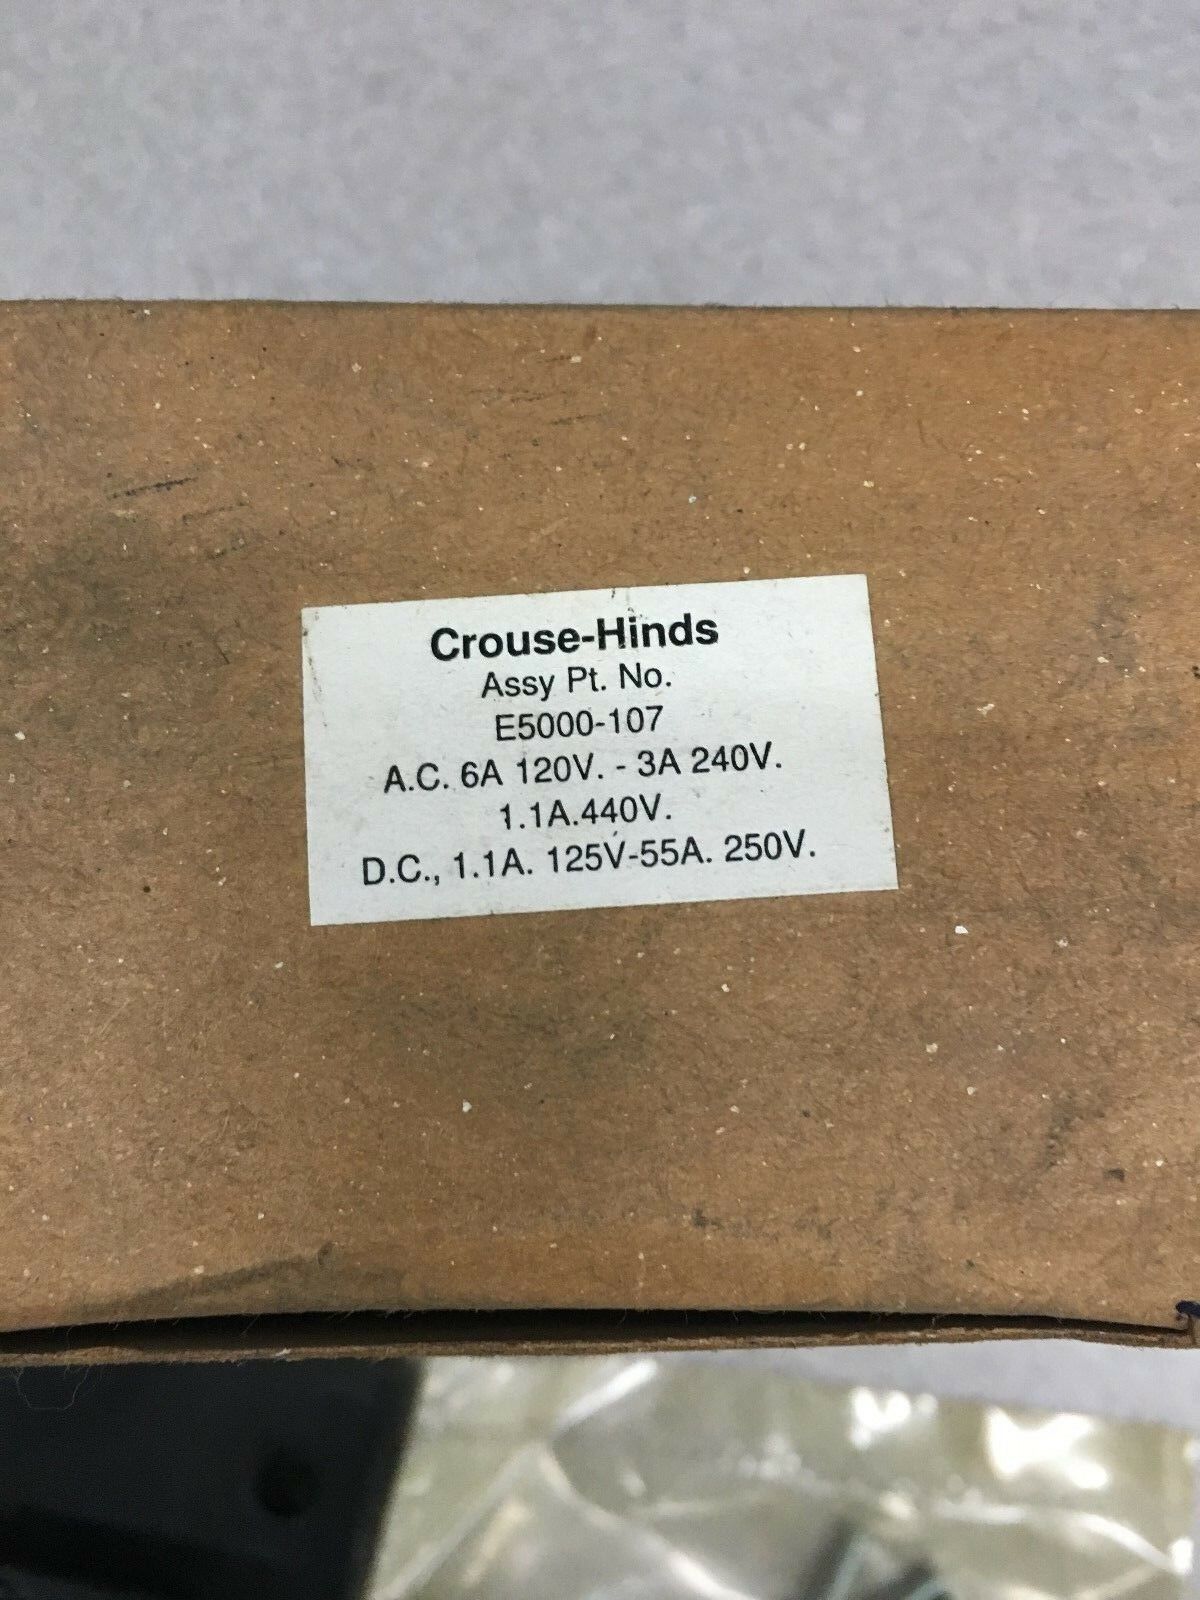 Crouse-Hinds
Assy Pt. No.
E5000-107
A.C. 6A 120V. - 3A 240V.
1.1A.440V.
D.C., 1.1A. 125V-55A. 250V.